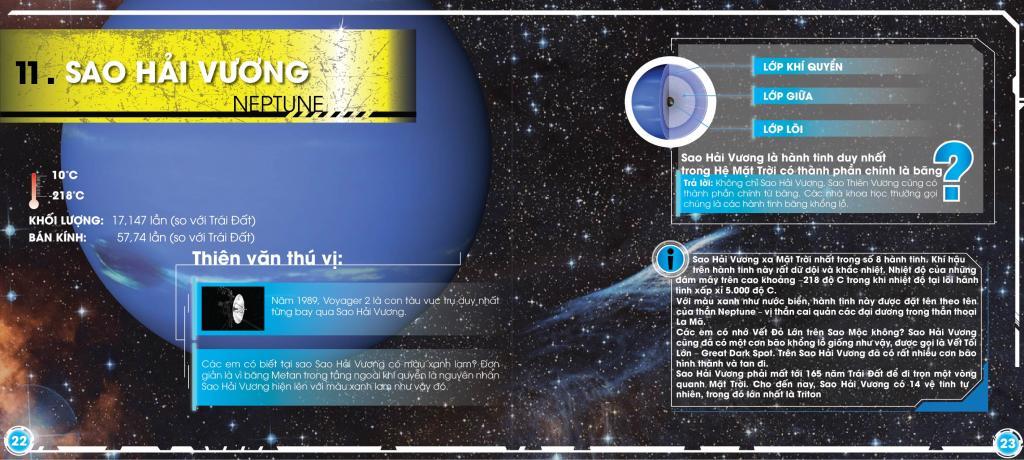 11. SAO HẢI VƯƠNG
NEPTUNE
10°C
-218°C
KHỐI LƯỢNG: 17,147 lần (so với Trái Đất)
BÁN KÍNH: 57,74 lần (so với Trái Đất)
Thiên văn thú vị:
Năm 1989, Voyager 2 là con tàu vục trụ duy nhất
từng bay qua Sao Hải Vương.
Các em có biết tại sao Sao Hải Vương có màu xanh lam? Đơn
giản là vì băng Metan trong tầng ngoài khí quyển là nguyên nhân
Sao Hải Vương hiện lên với màu xanh lam như vậy đó.
22
LỚP KHÍ QUYỂN
LỚP GIỮA
LỚP LÕI
Sao Hải Vương là hành tinh duy nhất
trong Hệ Mặt Trời có thành phần chính là băng
?
Trả lời: Không chỉ Sao Hải Vương, Sao Thiên Vương cũng có
thành phần chính từ băng. Các nhà khoa học thường gọi
chúng là các hành tinh băng khổng lồ.
i
Sao Hải Vương xa Mặt Trời nhất trong số 8 hành tinh. Khí hậu
trên hành tinh này rất dữ dội và khắc nhiệt. Nhiệt độ của những
đám mây trên cao khoảng -218 độ C trong khi nhiệt độ tại lõi hành
tinh xấp xỉ 5.000 độ C.
Với màu xanh như nước biển, hành tinh này được đặt tên theo tên
của thần Neptune - vị thần cai quản các đại dương trong thần thoại
La Mã.
Các em có nhớ Vết Đỏ Lớn trên Sao Mộc không? Sao Hải Vương
cũng đã có một cơn bão khổng lồ giống như vậy, được gọi là Vết Tối
Lớn - Great Dark Spot. Trên Sao Hải Vương đã có rất nhiều cơn bão
hình thành và tan đi.
Sao Hải Vương phải mất tới 165 năm Trái Đất để đi trọn một vòng
quanh Mặt Trời. Cho đến nay, Sao Hải Vương có 14 vệ tinh tự
nhiên, trong đó lớn nhất là Triton
23